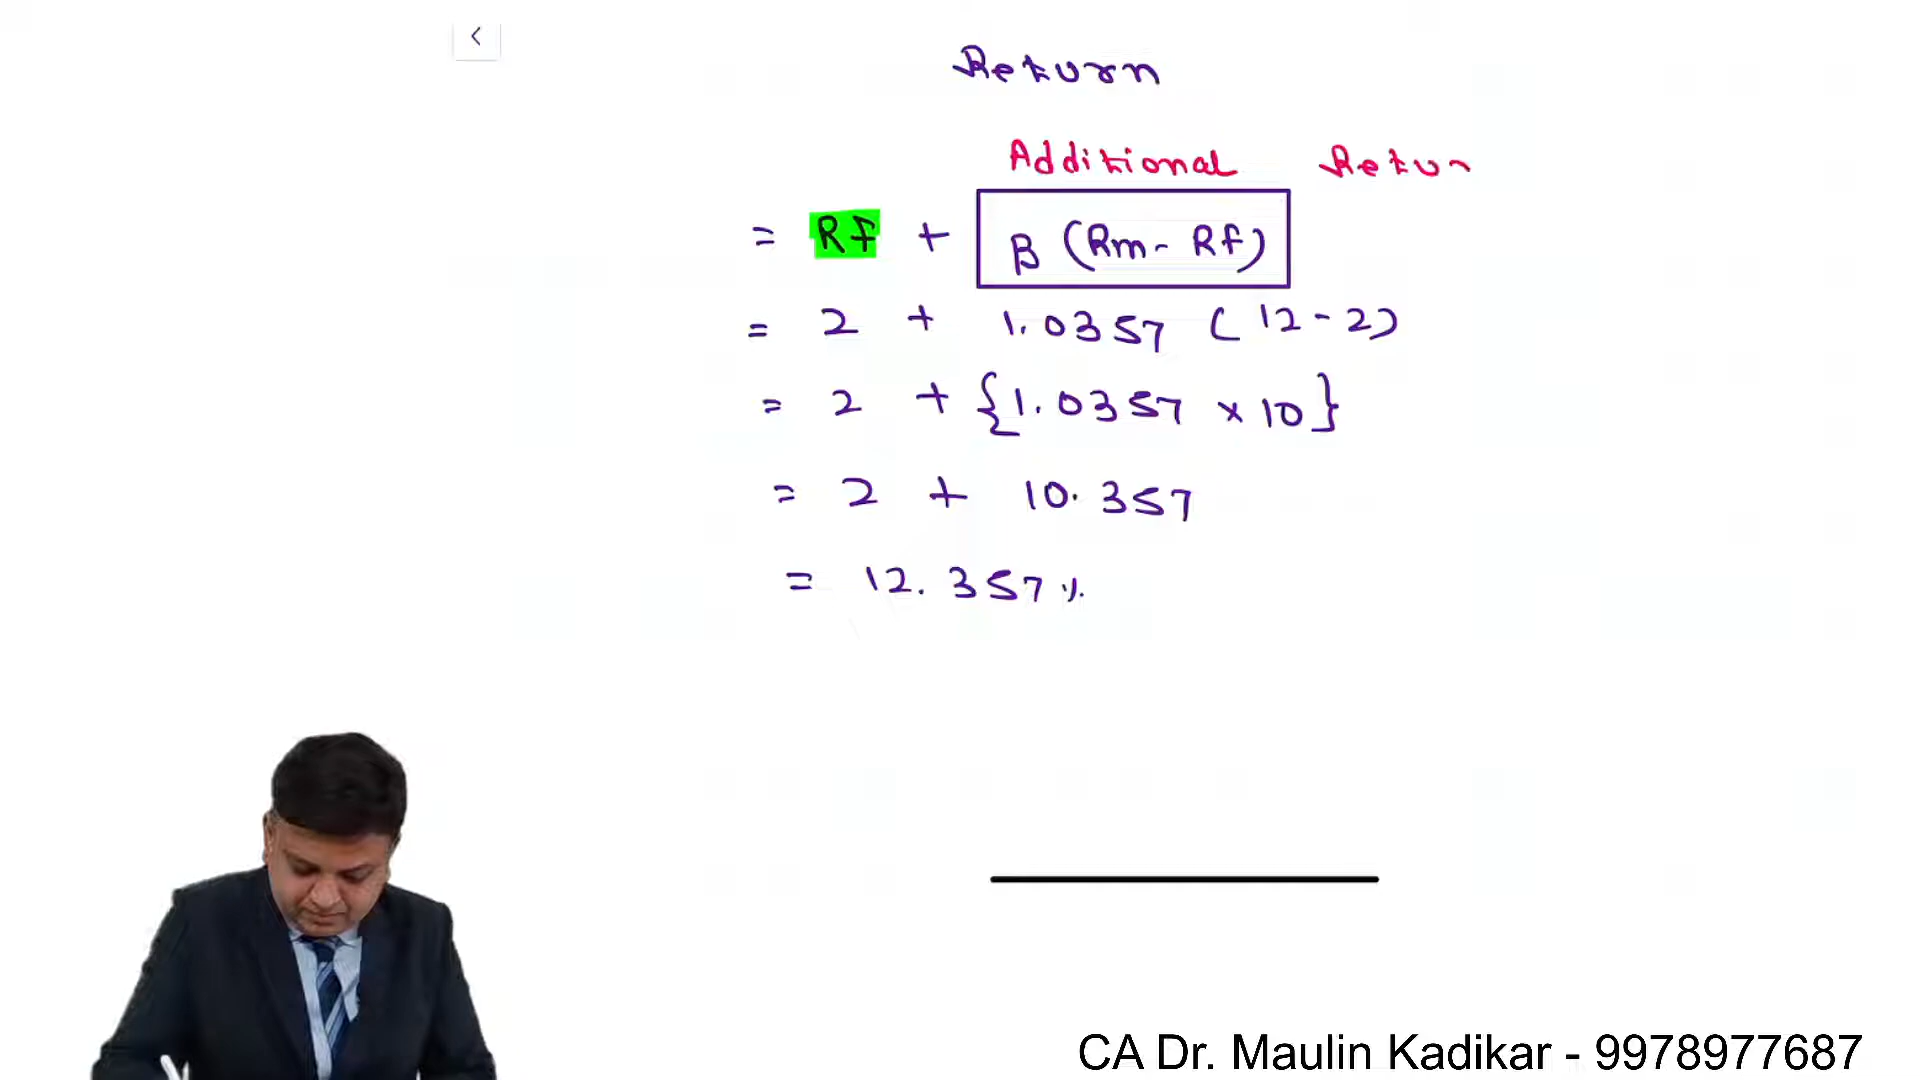 Return
Additional Retur
= Rf + B (Rm - Rf)
= 2 + 1.0357 (12-2)
= 2 + {1.0357 × 10}
= 2 + 10.357
= 12.357%
CA Dr. Maulin Kadikar - 9978977687